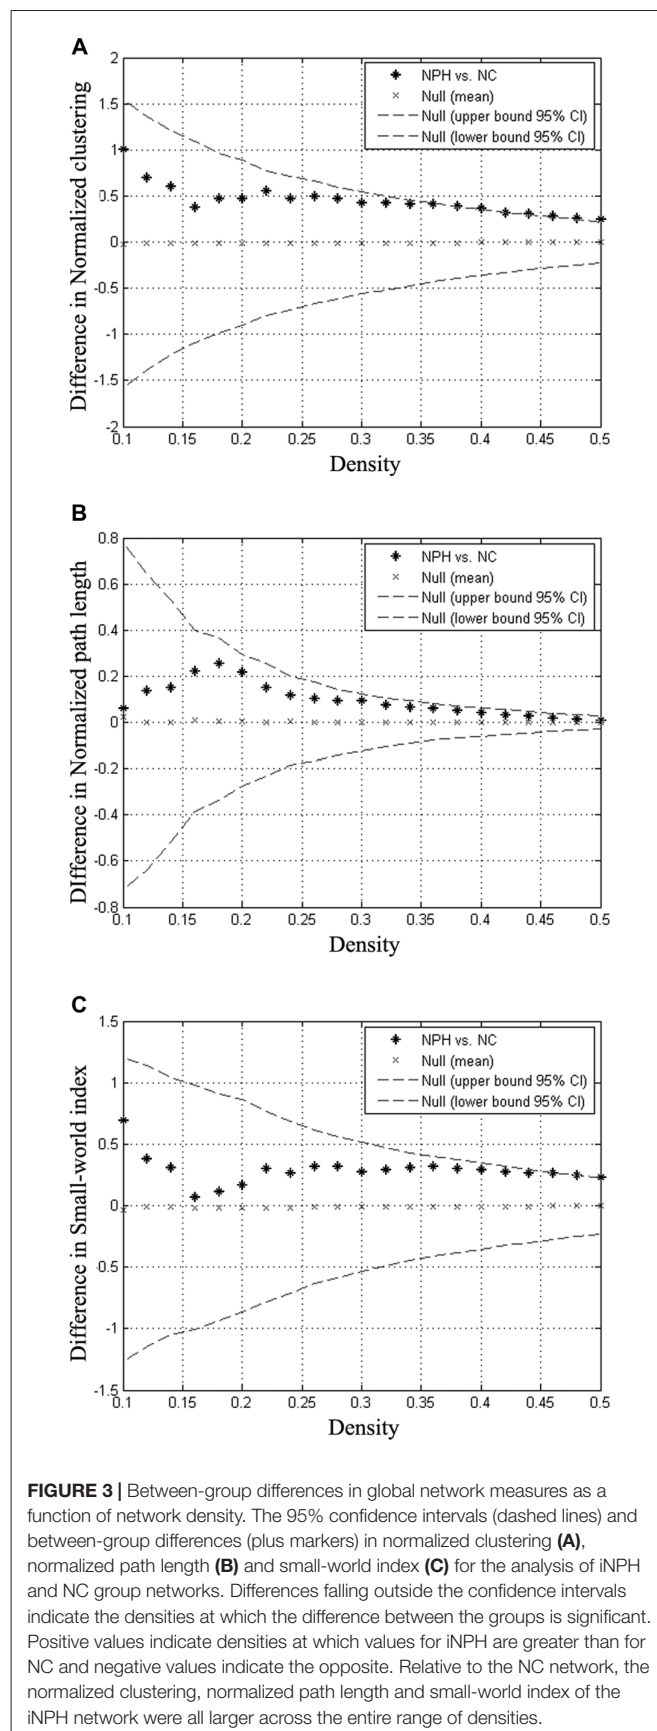 A
2
1.5
1
0.5
0
-0.5
-1
-1.5
-2
Difference in Normalized clustering
NPH vs. NC
Null (mean)
Null (upper bound 95% CI)
Null (lower bound 95% CI)
0.1 0.15 0.2 0.25 0.3 0.35 0.4 0.45 0.5
Density
B
0.8
0.6
0.4
0.2
0
-0.2
-0.4
-0.6
-0.8
DIfference in Normalized path length
NPH vs. NC
Null (mean)
Null (upper bound 95% CI)
Null (lower bound 95% CI)
0.1 0.15 0.2 0.25 0.3 0.35 0.4 0.45 0.5
Density
C
1.5
1
0.5
0
-0.5
-1
-1.5
Difference in Small-world index
NPH vs. NC
Null (mean)
Null (upper bound 95% CI)
Null (lower bound 95% CI)
0.1 0.15 0.2 0.25 0.3 0.35 0.4 0.45 0.5
Density
FIGURE 3 | Between-group differences in global network measures as a
function of network density. The 95% confidence intervals (dashed lines) and
between-group differences (plus markers) in normalized clustering (A),
normalized path length (B) and small-world index (C) for the analysis of iNPH
and NC group networks. Differences falling outside the confidence intervals
indicate the densities at which the difference between the groups is significant.
Positive values indicate densities at which values for iNPH are greater than for
NC and negative values indicate the opposite. Relative to the NC network, the
normalized clustering, normalized path length and small-world index of the
iNPH network were all larger across the entire range of densities.